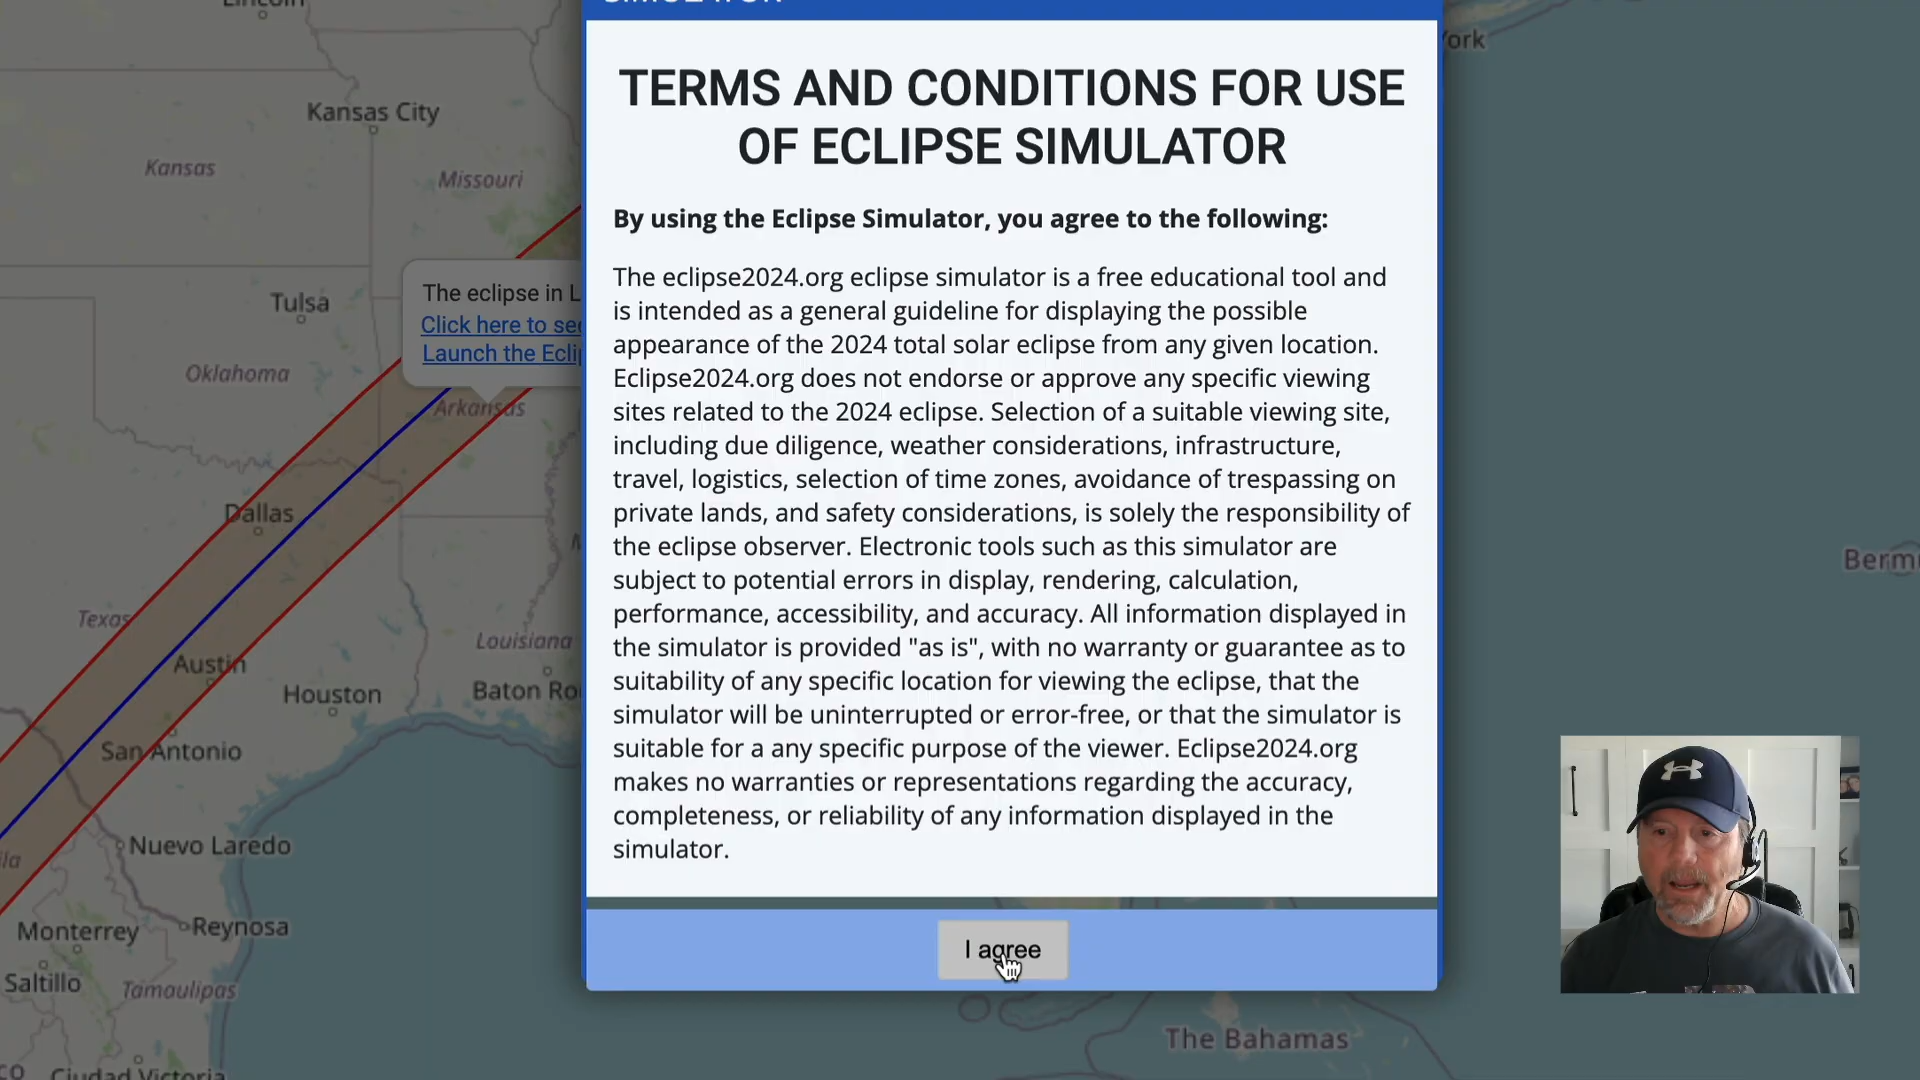 TERMS AND CONDITIONS FOR USE
OF ECLIPSE SIMULATOR
By using the Eclipse Simulator, you agree to the following:
The eclipse2024.org eclipse simulator is a free educational tool and
is intended as a general guideline for displaying the possible
appearance of the 2024 total solar eclipse from any given location.
Eclipse2024.org does not endorse or approve any specific viewing
sites related to the 2024 eclipse. Selection of a suitable viewing site,
including due diligence, weather considerations, infrastructure,
travel, logistics, selection of time zones, avoidance of trespassing on
private lands, and safety considerations, is solely the responsibility of
the eclipse observer. Electronic tools such as this simulator are
subject to potential errors in display, rendering, calculation,
performance, accessibility, and accuracy. All information displayed in
the simulator is provided "as is", with no warranty or guarantee as to
suitability of any specific location for viewing the eclipse, that the
simulator will be uninterrupted or error-free, or that the simulator is
suitable for a any specific purpose of the viewer. Eclipse2024.org
makes no warranties or representations regarding the accuracy,
completeness, or reliability of any information displayed in the
simulator.
I agree
Kansas City
Kansas
Missouri
The eclipse in L
Click here to see
Launch the Eclip
Tulsa
Oklahoma
Arkansas
Dallas
Texas
Austin
Louisiana
Houston
Baton Ro
San Antonio
Nuevo Laredo
Reynosa
Monterrey
Saltillo
Tamaulipas
Ciudad Victoria
The Bahamas
Berm
York